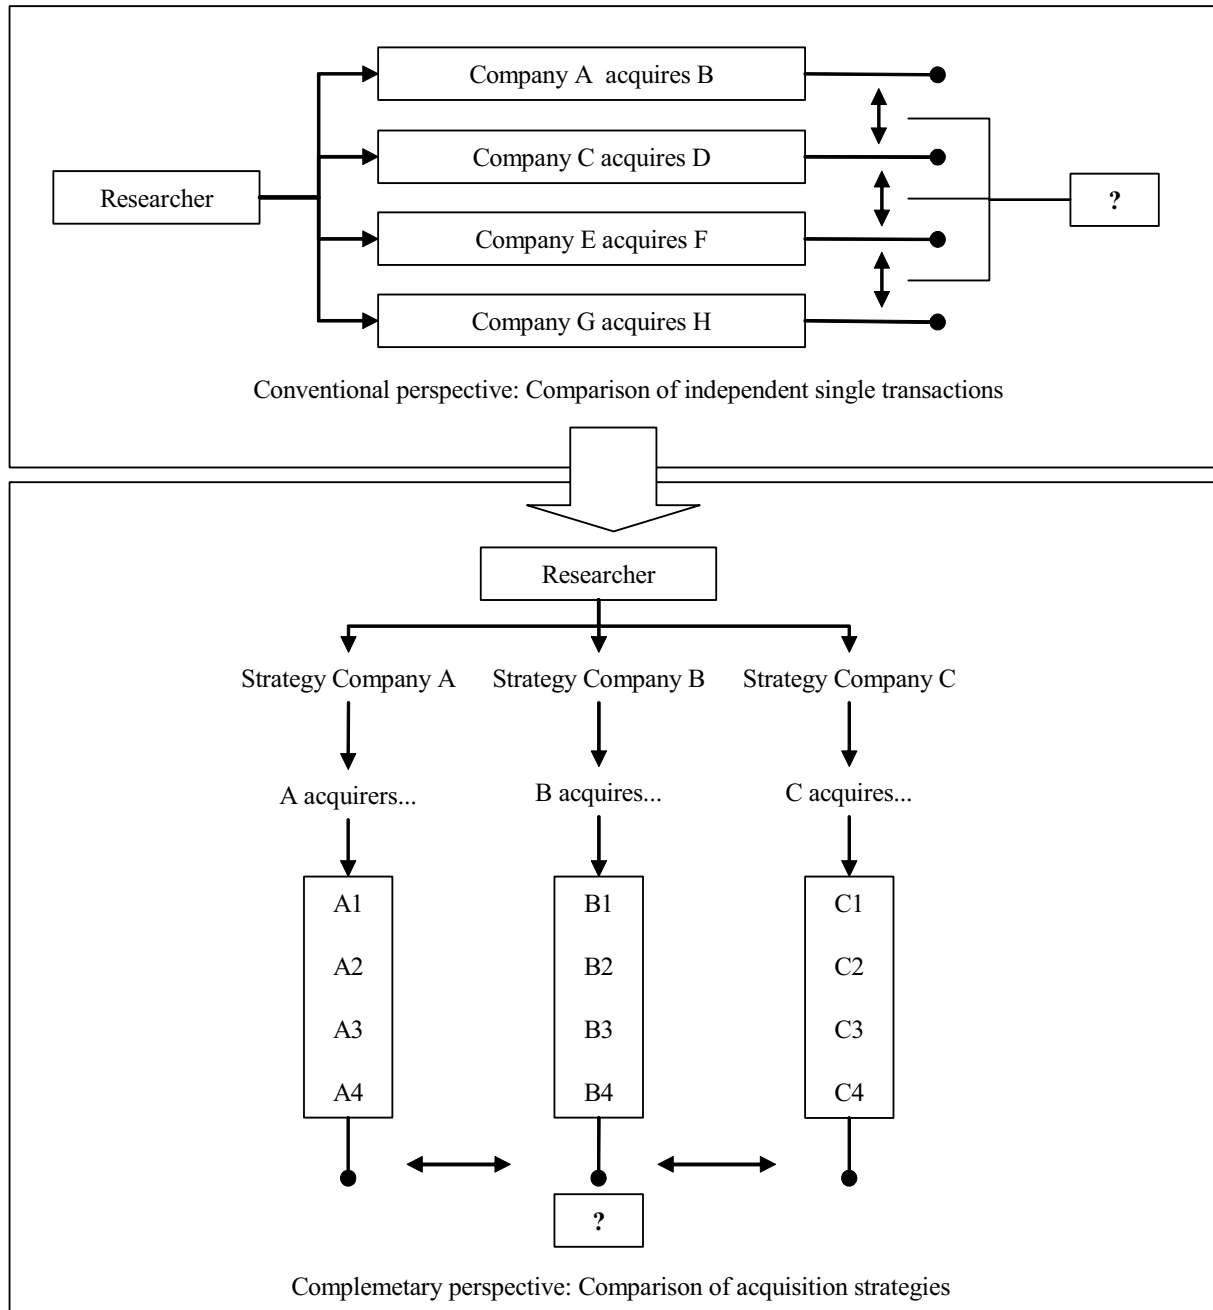 Company A acquires B
Company C acquires D
Researcher
?
Company E acquires F
Company G acquires H
Conventional perspective: Comparison of independent single transactions
Researcher
Strategy Company A
Strategy Company B
Strategy Company C
A acquirers...
B acquires...
C acquires...
A1
B1
C1
A2
B2
C2
A3
B3
C3
A4
B4
C4
?
Complemetary perspective: Comparison of acquisition strategies